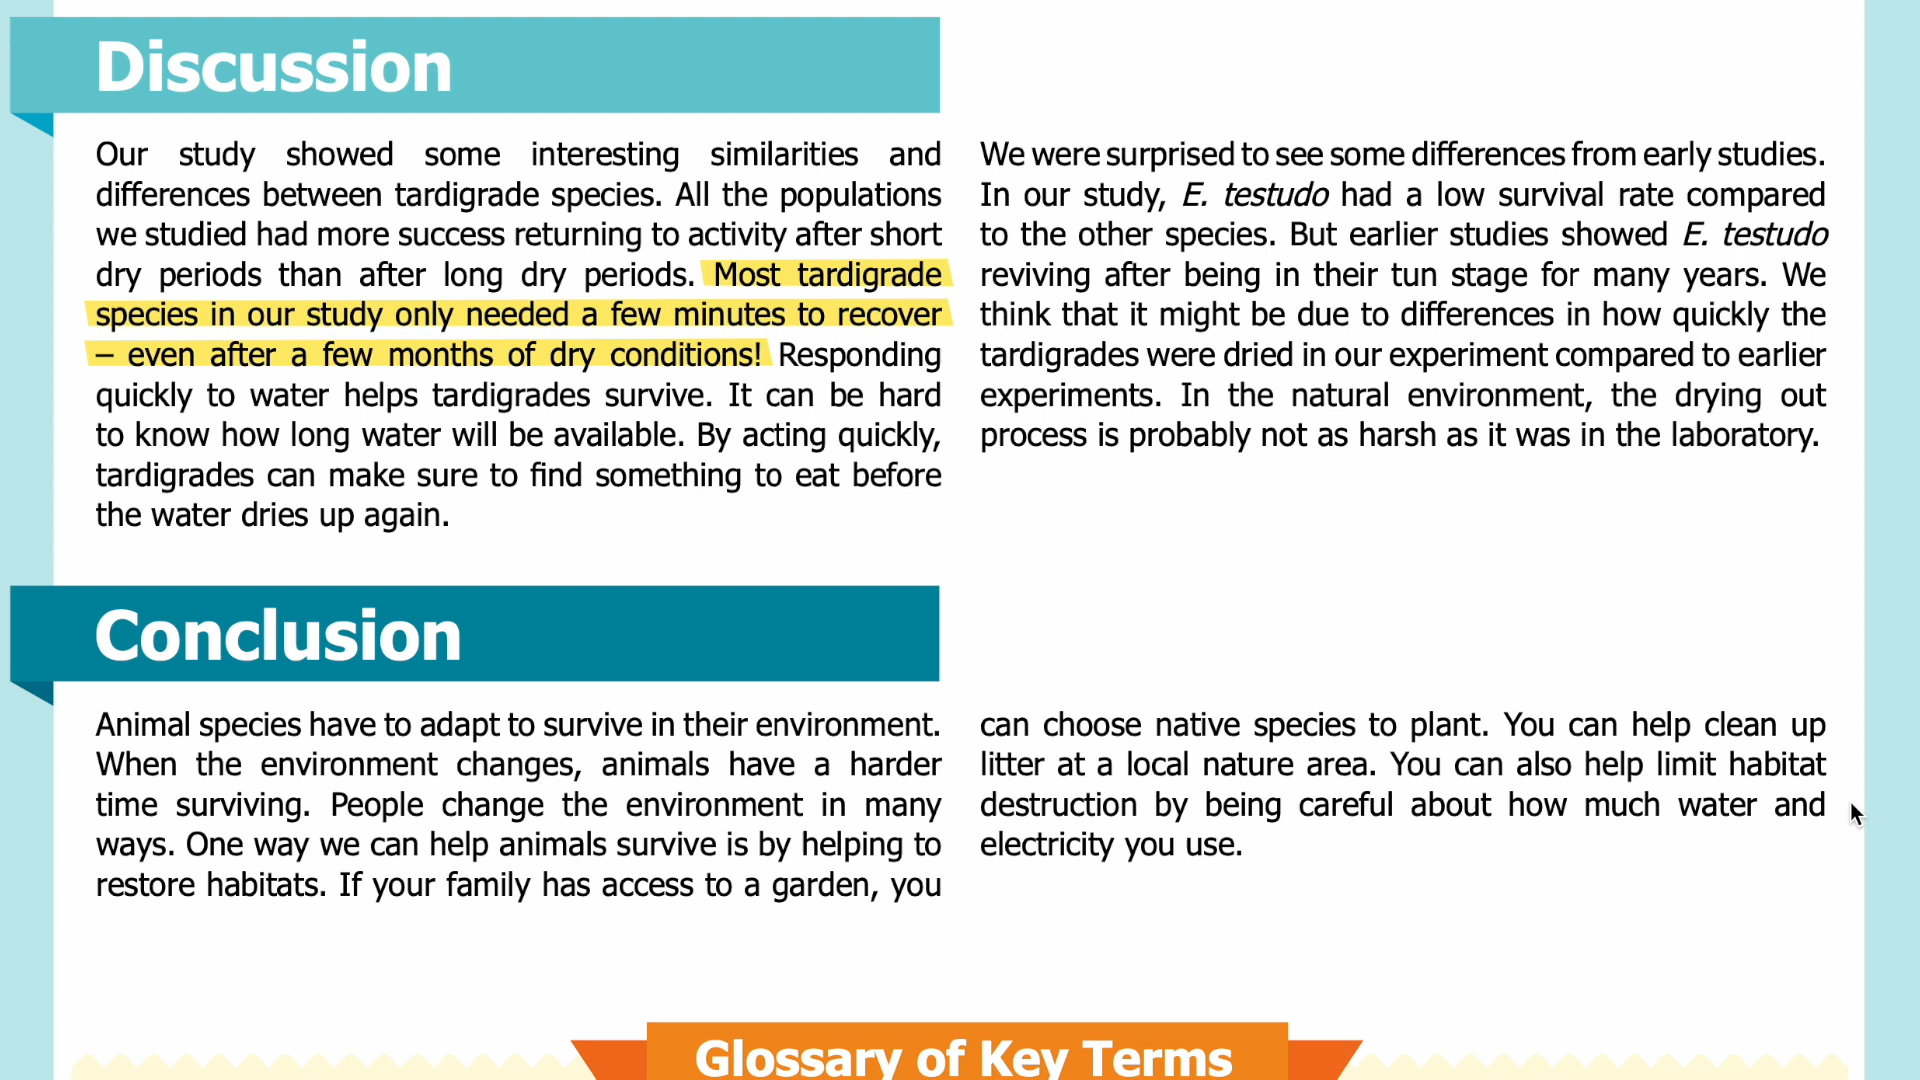 Discussion
Our study showed some interesting similarities and
differences between tardigrade species. All the populations
we studied had more success returning to activity after short
dry periods than after long dry periods. Most tardigrade
species in our study only needed a few minutes to recover
– even after a few months of dry conditions! Responding
quickly to water helps tardigrades survive. It can be hard
to know how long water will be available. By acting quickly,
tardigrades can make sure to find something to eat before
the water dries up again.
We were surprised to see some differences from early studies.
In our study, E. testudo had a low survival rate compared
to the other species. But earlier studies showed E. testudo
reviving after being in their tun stage for many years. We
think that it might be due to differences in how quickly the
tardigrades were dried in our experiment compared to earlier
experiments. In the natural environment, the drying out
process is probably not as harsh as it was in the laboratory.
Conclusion
Animal species have to adapt to survive in their environment.
When the environment changes, animals have a harder
time surviving. People change the environment in many
ways. One way we can help animals survive is by helping to
restore habitats. If your family has access to a garden, you
can choose native species to plant. You can help clean up
litter at a local nature area. You can also help limit habitat
destruction by being careful about how much water and
electricity you use.
Glossary of Key Terms